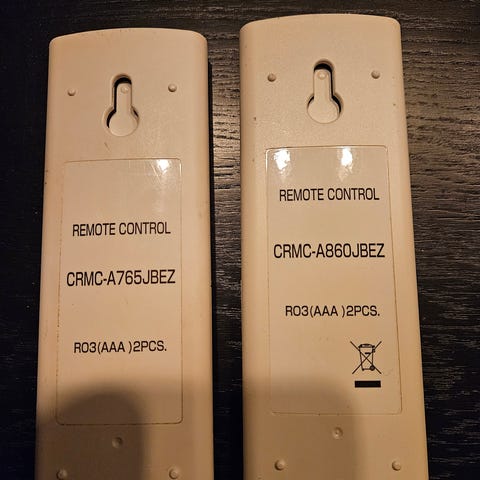 REMOTE CONTROL
CRMC-A765JBEZ
R03(AAA )2PCS.
REMOTE CONTROL
CRMC-A860JBEZ
R03(AAA )2PCS.